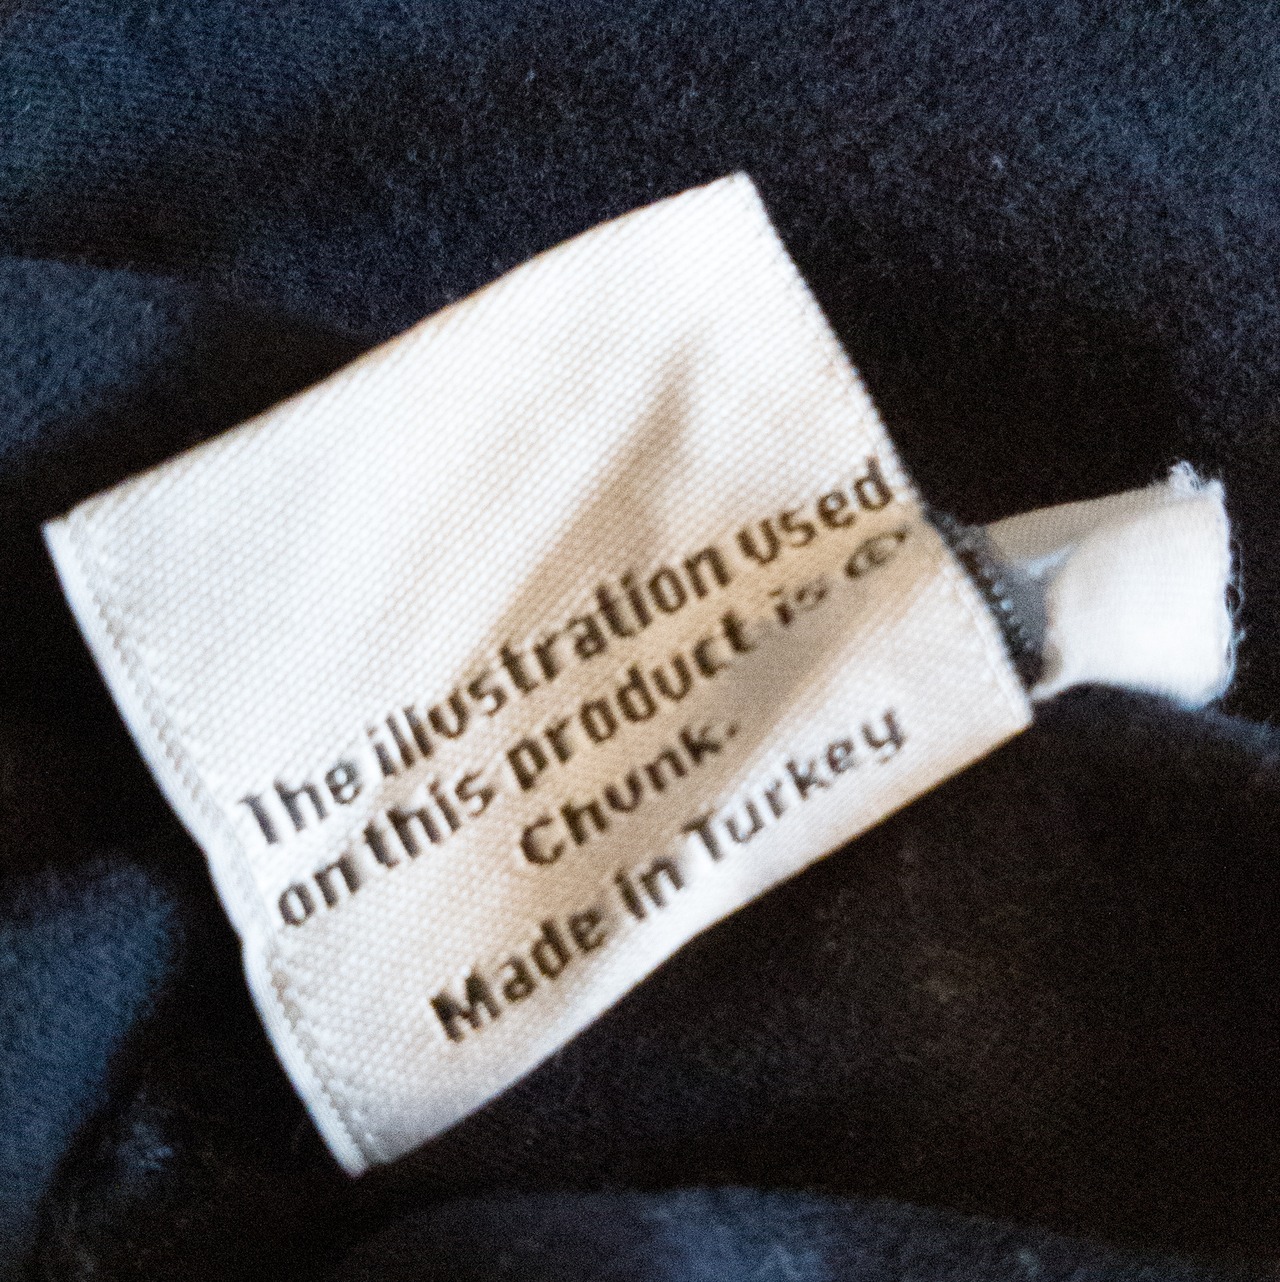 The illustration used
on this product is ©
Chunk.
Made in Turkey